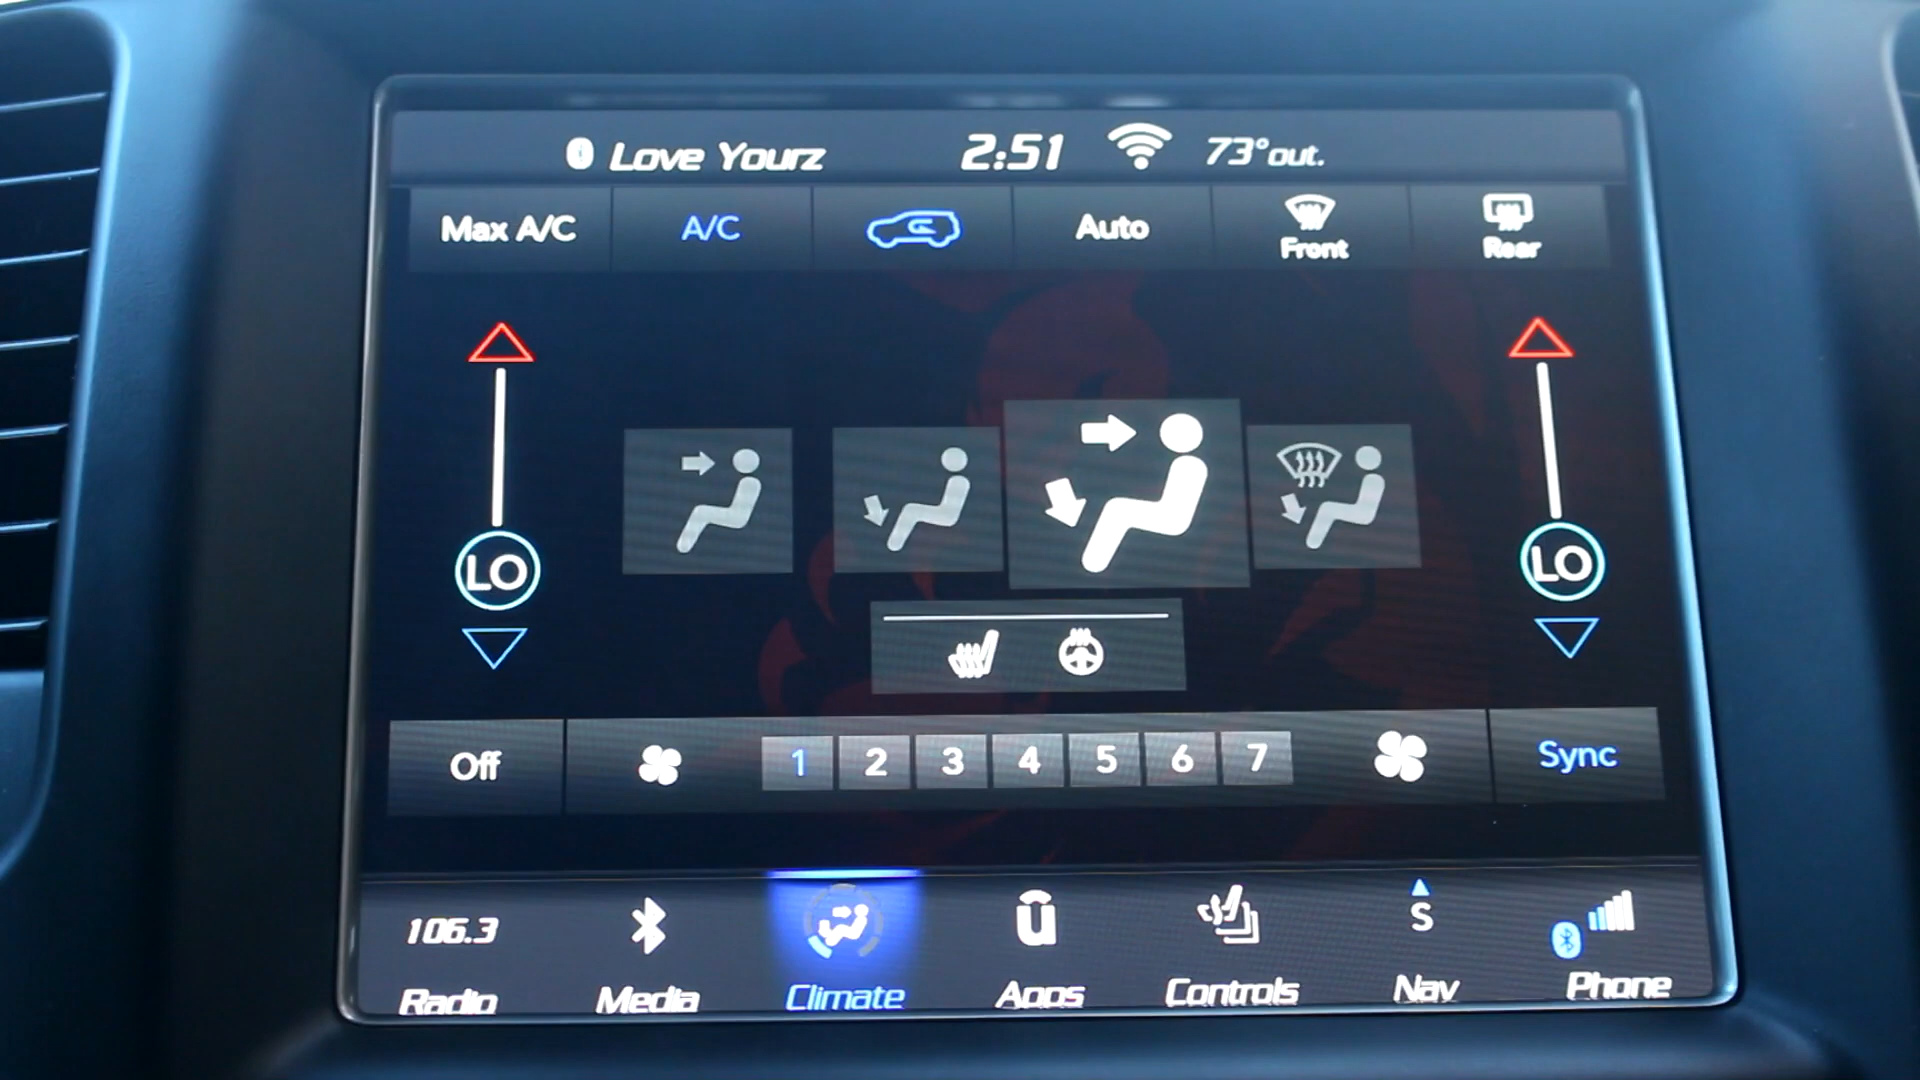 Love Yourz 2:51 73°out.
Max A/C A/C Auto Front Rear
LO LO
Off 1 2 3 4 5 6 7 Sync
106.3 S
Radio Media Climate Apps Controls Nav Phone